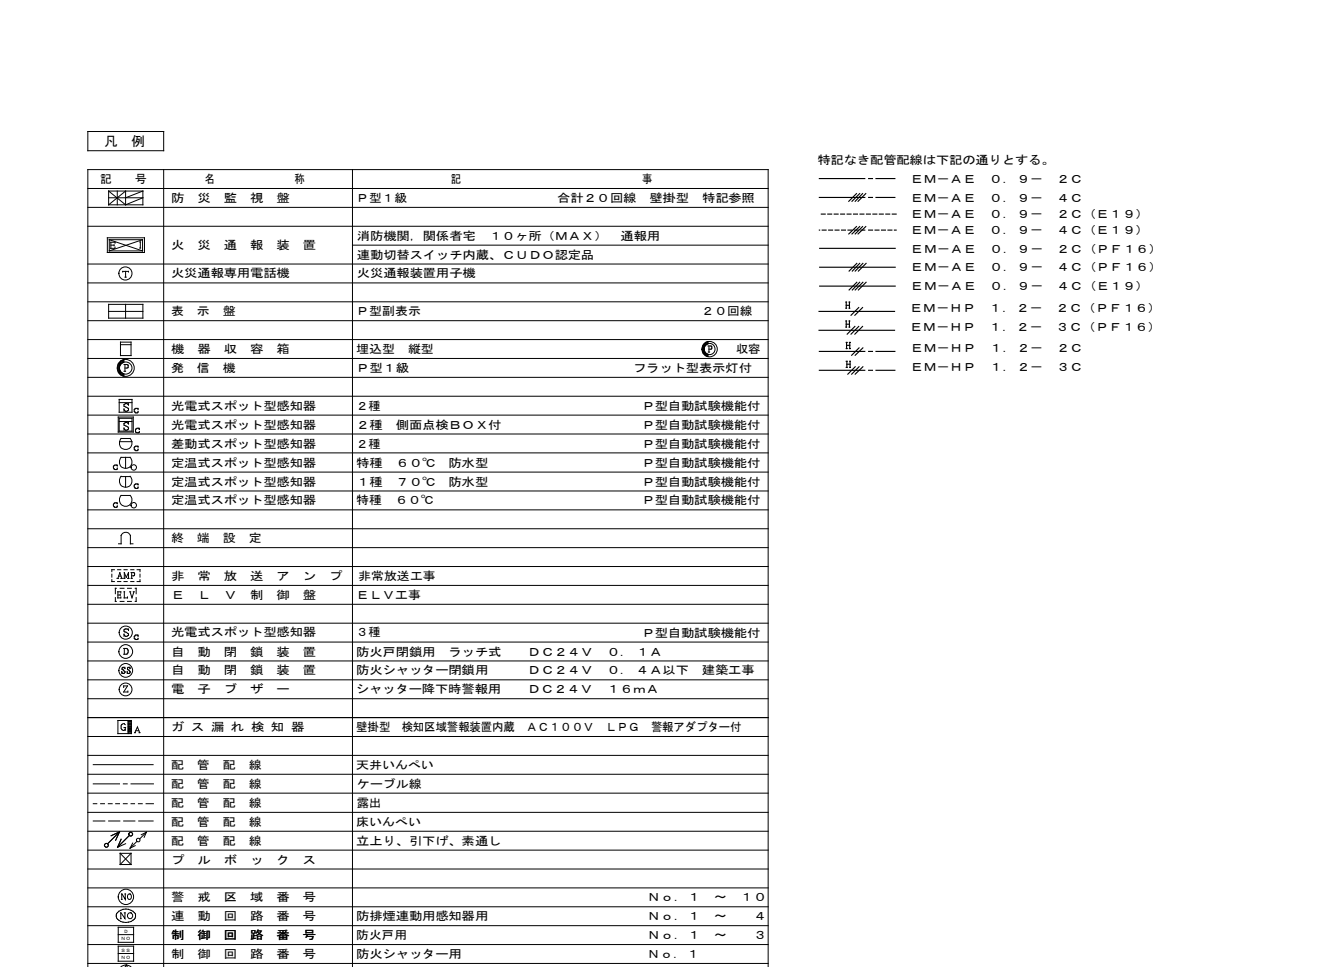 凡　例
記　号　名　称　記　事
防災監視盤　Ｐ型１級　合計２０回線　壁掛型　特記参照
火災通報装置　消防機関，関係者宅　１０ヶ所（ＭＡＸ）　通報用
連動切替スイッチ内蔵、ＣＵＤＯ認定品
Ｔ　火災通報専用電話機　火災通報装置用子機
表示盤　Ｐ型副表示　２０回線
機器収容箱　埋込型　縦型　Ｐ　収容
Ｐ　発信機　Ｐ型１級　フラット型表示灯付
Ｓc　光電式スポット型感知器　２種　Ｐ型自動試験機能付
Ｓc　光電式スポット型感知器　２種　側面点検ＢＯＸ付　Ｐ型自動試験機能付
c　差動式スポット型感知器　２種　Ｐ型自動試験機能付
c　定温式スポット型感知器　特種　６０℃　防水型　Ｐ型自動試験機能付
c　定温式スポット型感知器　１種　７０℃　防水型　Ｐ型自動試験機能付
c　定温式スポット型感知器　特種　６０℃　Ｐ型自動試験機能付
終端設定
AMP　非常放送アンプ　非常放送工事
ELV　ＥＬＶ制御盤　ＥＬＶ工事
Ｓc　光電式スポット型感知器　３種　Ｐ型自動試験機能付
Ｄ　自動閉鎖装置　防火戸閉鎖用　ラッチ式　ＤＣ２４Ｖ　０．１Ａ
SS　自動閉鎖装置　防火シャッター閉鎖用　ＤＣ２４Ｖ　０．４Ａ以下　建築工事
Ｚ　電子ブザー　シャッター降下時警報用　ＤＣ２４Ｖ　１６ｍＡ
Ｇ A　ガス漏れ検知器　壁掛型　検知区域警報装置内蔵　ＡＣ１００Ｖ　ＬＰＧ　警報アダプター付
配管配線　天井いんぺい
配管配線　ケーブル線
配管配線　露出
配管配線　床いんぺい
配管配線　立上り、引下げ、素通し
プルボックス
NO　警戒区域番号　Ｎｏ．１　～　１０
NO　連動回路番号　防排煙連動用感知器用　Ｎｏ．１　～　４
制御回路番号　防火戸用　Ｎｏ．１　～　３
制御回路番号　防火シャッター用　Ｎｏ．１
特記なき配管配線は下記の通りとする。
ＥＭ－ＡＥ　０．９－　２Ｃ
ＥＭ－ＡＥ　０．９－　４Ｃ
ＥＭ－ＡＥ　０．９－　２Ｃ（Ｅ１９）
ＥＭ－ＡＥ　０．９－　４Ｃ（Ｅ１９）
ＥＭ－ＡＥ　０．９－　２Ｃ（ＰＦ１６）
ＥＭ－ＡＥ　０．９－　４Ｃ（ＰＦ１６）
ＥＭ－ＡＥ　０．９－　４Ｃ（Ｅ１９）
H　ＥＭ－ＨＰ　１．２－　２Ｃ（ＰＦ１６）
H　ＥＭ－ＨＰ　１．２－　３Ｃ（ＰＦ１６）
H　ＥＭ－ＨＰ　１．２－　２Ｃ
H　ＥＭ－ＨＰ　１．２－　３Ｃ